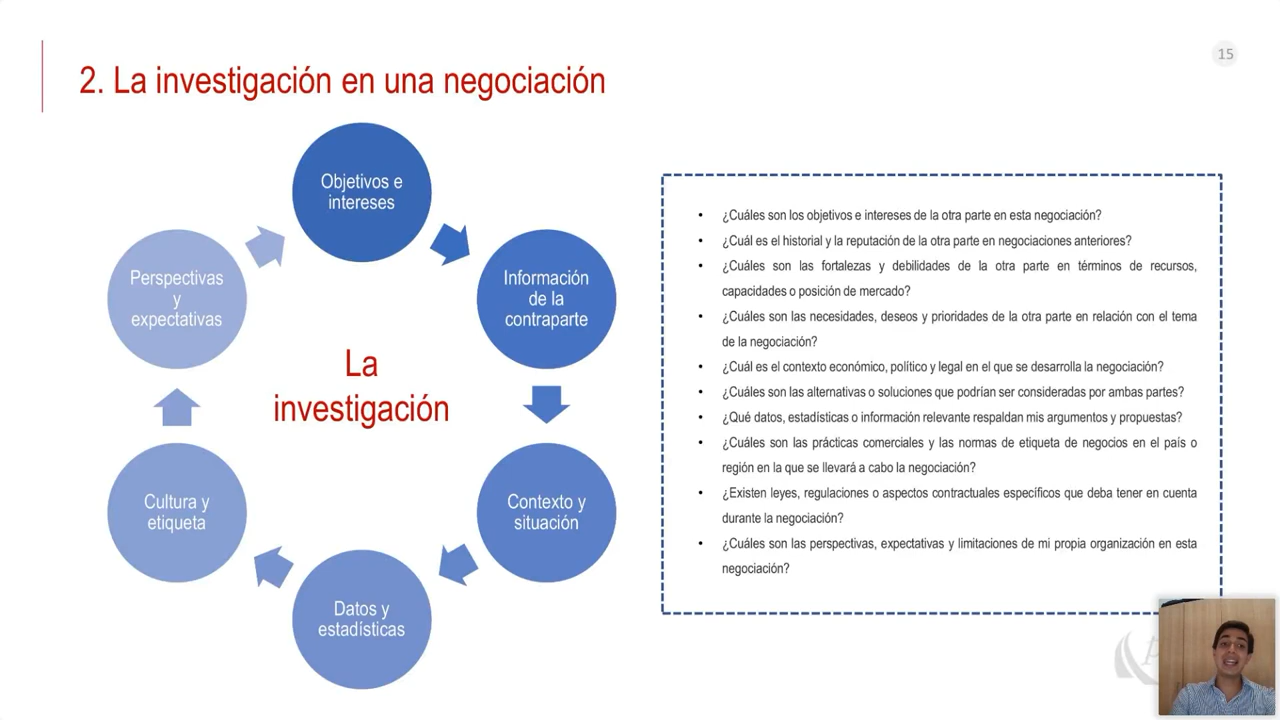 15
2. La investigación en una negociación
Objetivos e
intereses
Información
de la
contraparte
Contexto y
situación
Datos y
estadísticas
Cultura y
etiqueta
Perspectivas
y
expectativas
La
investigación
• ¿Cuáles son los objetivos e intereses de la otra parte en esta negociación?
• ¿Cuál es el historial y la reputación de la otra parte en negociaciones anteriores?
• ¿Cuáles son las fortalezas y debilidades de la otra parte en términos de recursos,
capacidades o posición de mercado?
• ¿Cuáles son las necesidades, deseos y prioridades de la otra parte en relación con el tema
de la negociación?
• ¿Cuál es el contexto económico, político y legal en el que se desarrolla la negociación?
• ¿Cuáles son las alternativas o soluciones que podrían ser consideradas por ambas partes?
• ¿Qué datos, estadísticas o información relevante respaldan mis argumentos y propuestas?
• ¿Cuáles son las prácticas comerciales y las normas de etiqueta de negocios en el país o
región en la que se llevará a cabo la negociación?
• ¿Existen leyes, regulaciones o aspectos contractuales específicos que deba tener en cuenta
durante la negociación?
• ¿Cuáles son las perspectivas, expectativas y limitaciones de mi propia organización en esta
negociación?